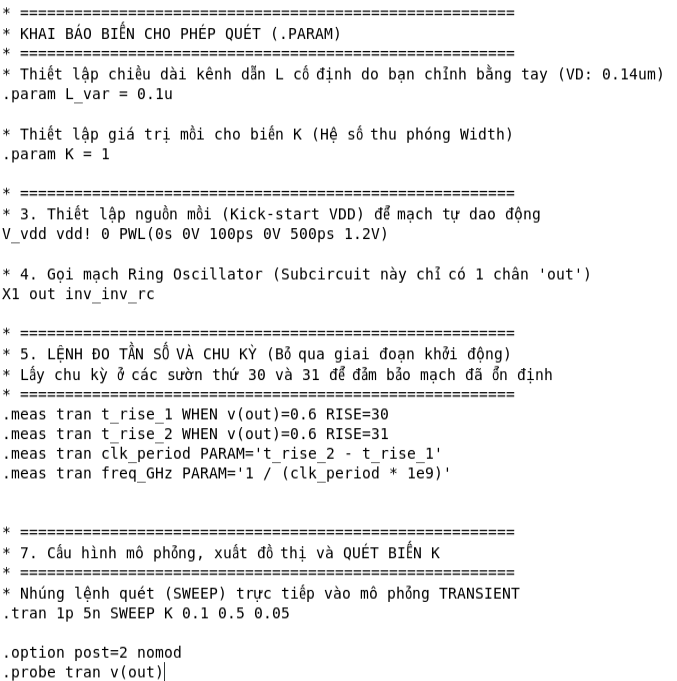 * =======================================================
* KHAI BÁO BIẾN CHO PHÉP QUÉT (.PARAM)
* =======================================================
* Thiết lập chiều dài kênh dẫn L cố định do bạn chỉnh bằng tay (VD: 0.14um)
.param L_var = 0.1u
* Thiết lập giá trị mồi cho biến K (Hệ số thu phóng Width)
.param K = 1
* =======================================================
* 3. Thiết lập nguồn mồi (Kick-start VDD) để mạch tự dao động
V_vdd vdd! 0 PWL(0s 0V 100ps 0V 500ps 1.2V)
* 4. Gọi mạch Ring Oscillator (Subcircuit này chỉ có 1 chân 'out')
X1 out inv_inv_rc
* =======================================================
* 5. LỆNH ĐO TẦN SỐ VÀ CHU KỲ (Bỏ qua giai đoạn khởi động)
* Lấy chu kỳ ở các sườn thứ 30 và 31 để đảm bảo mạch đã ổn định
* =======================================================
.meas tran t_rise_1 WHEN v(out)=0.6 RISE=30
.meas tran t_rise_2 WHEN v(out)=0.6 RISE=31
.meas tran clk_period PARAM='t_rise_2 - t_rise_1'
.meas tran freq_GHz PARAM='1 / (clk_period * 1e9)'
* =======================================================
* 7. Cấu hình mô phỏng, xuất đồ thị và QUÉT BIẾN K
* =======================================================
* Nhúng lệnh quét (SWEEP) trực tiếp vào mô phỏng TRANSIENT
.tran 1p 5n SWEEP K 0.1 0.5 0.05
.option post=2 nomod
.probe tran v(out)